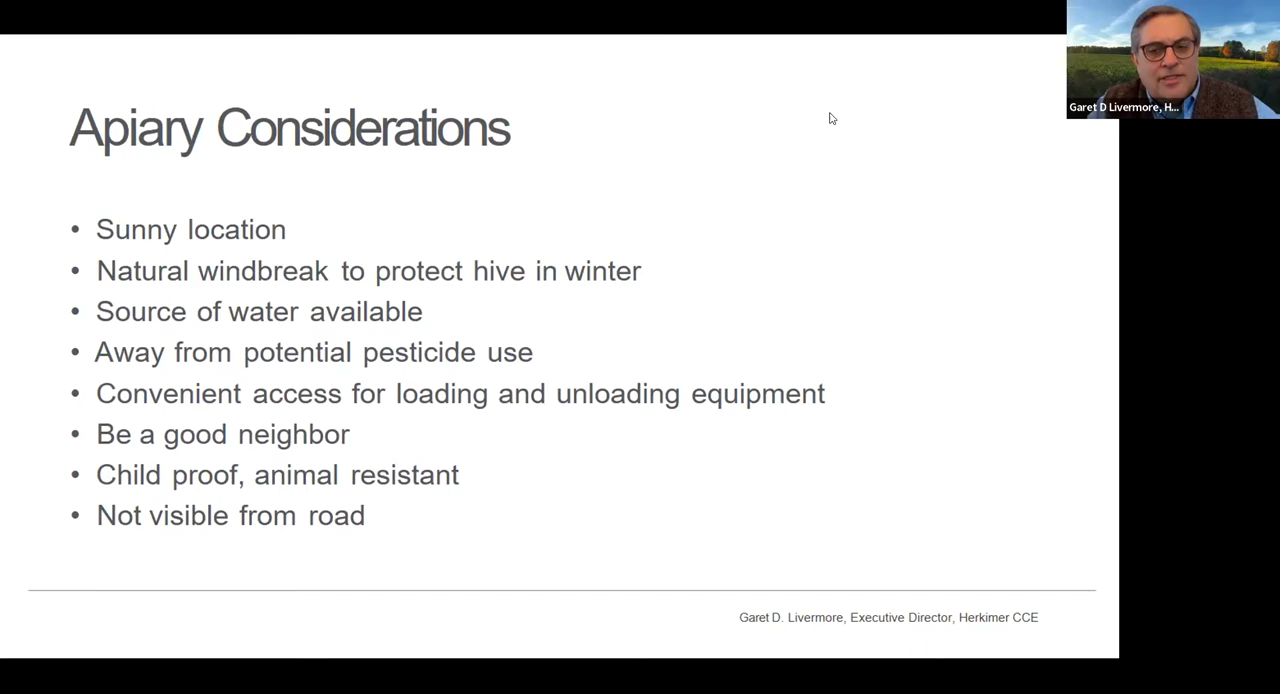 Garet D Livermore, H...
Apiary Considerations
• Sunny location
• Natural windbreak to protect hive in winter
• Source of water available
• Away from potential pesticide use
• Convenient access for loading and unloading equipment
• Be a good neighbor
• Child proof, animal resistant
• Not visible from road
Garet D. Livermore, Executive Director, Herkimer CCE